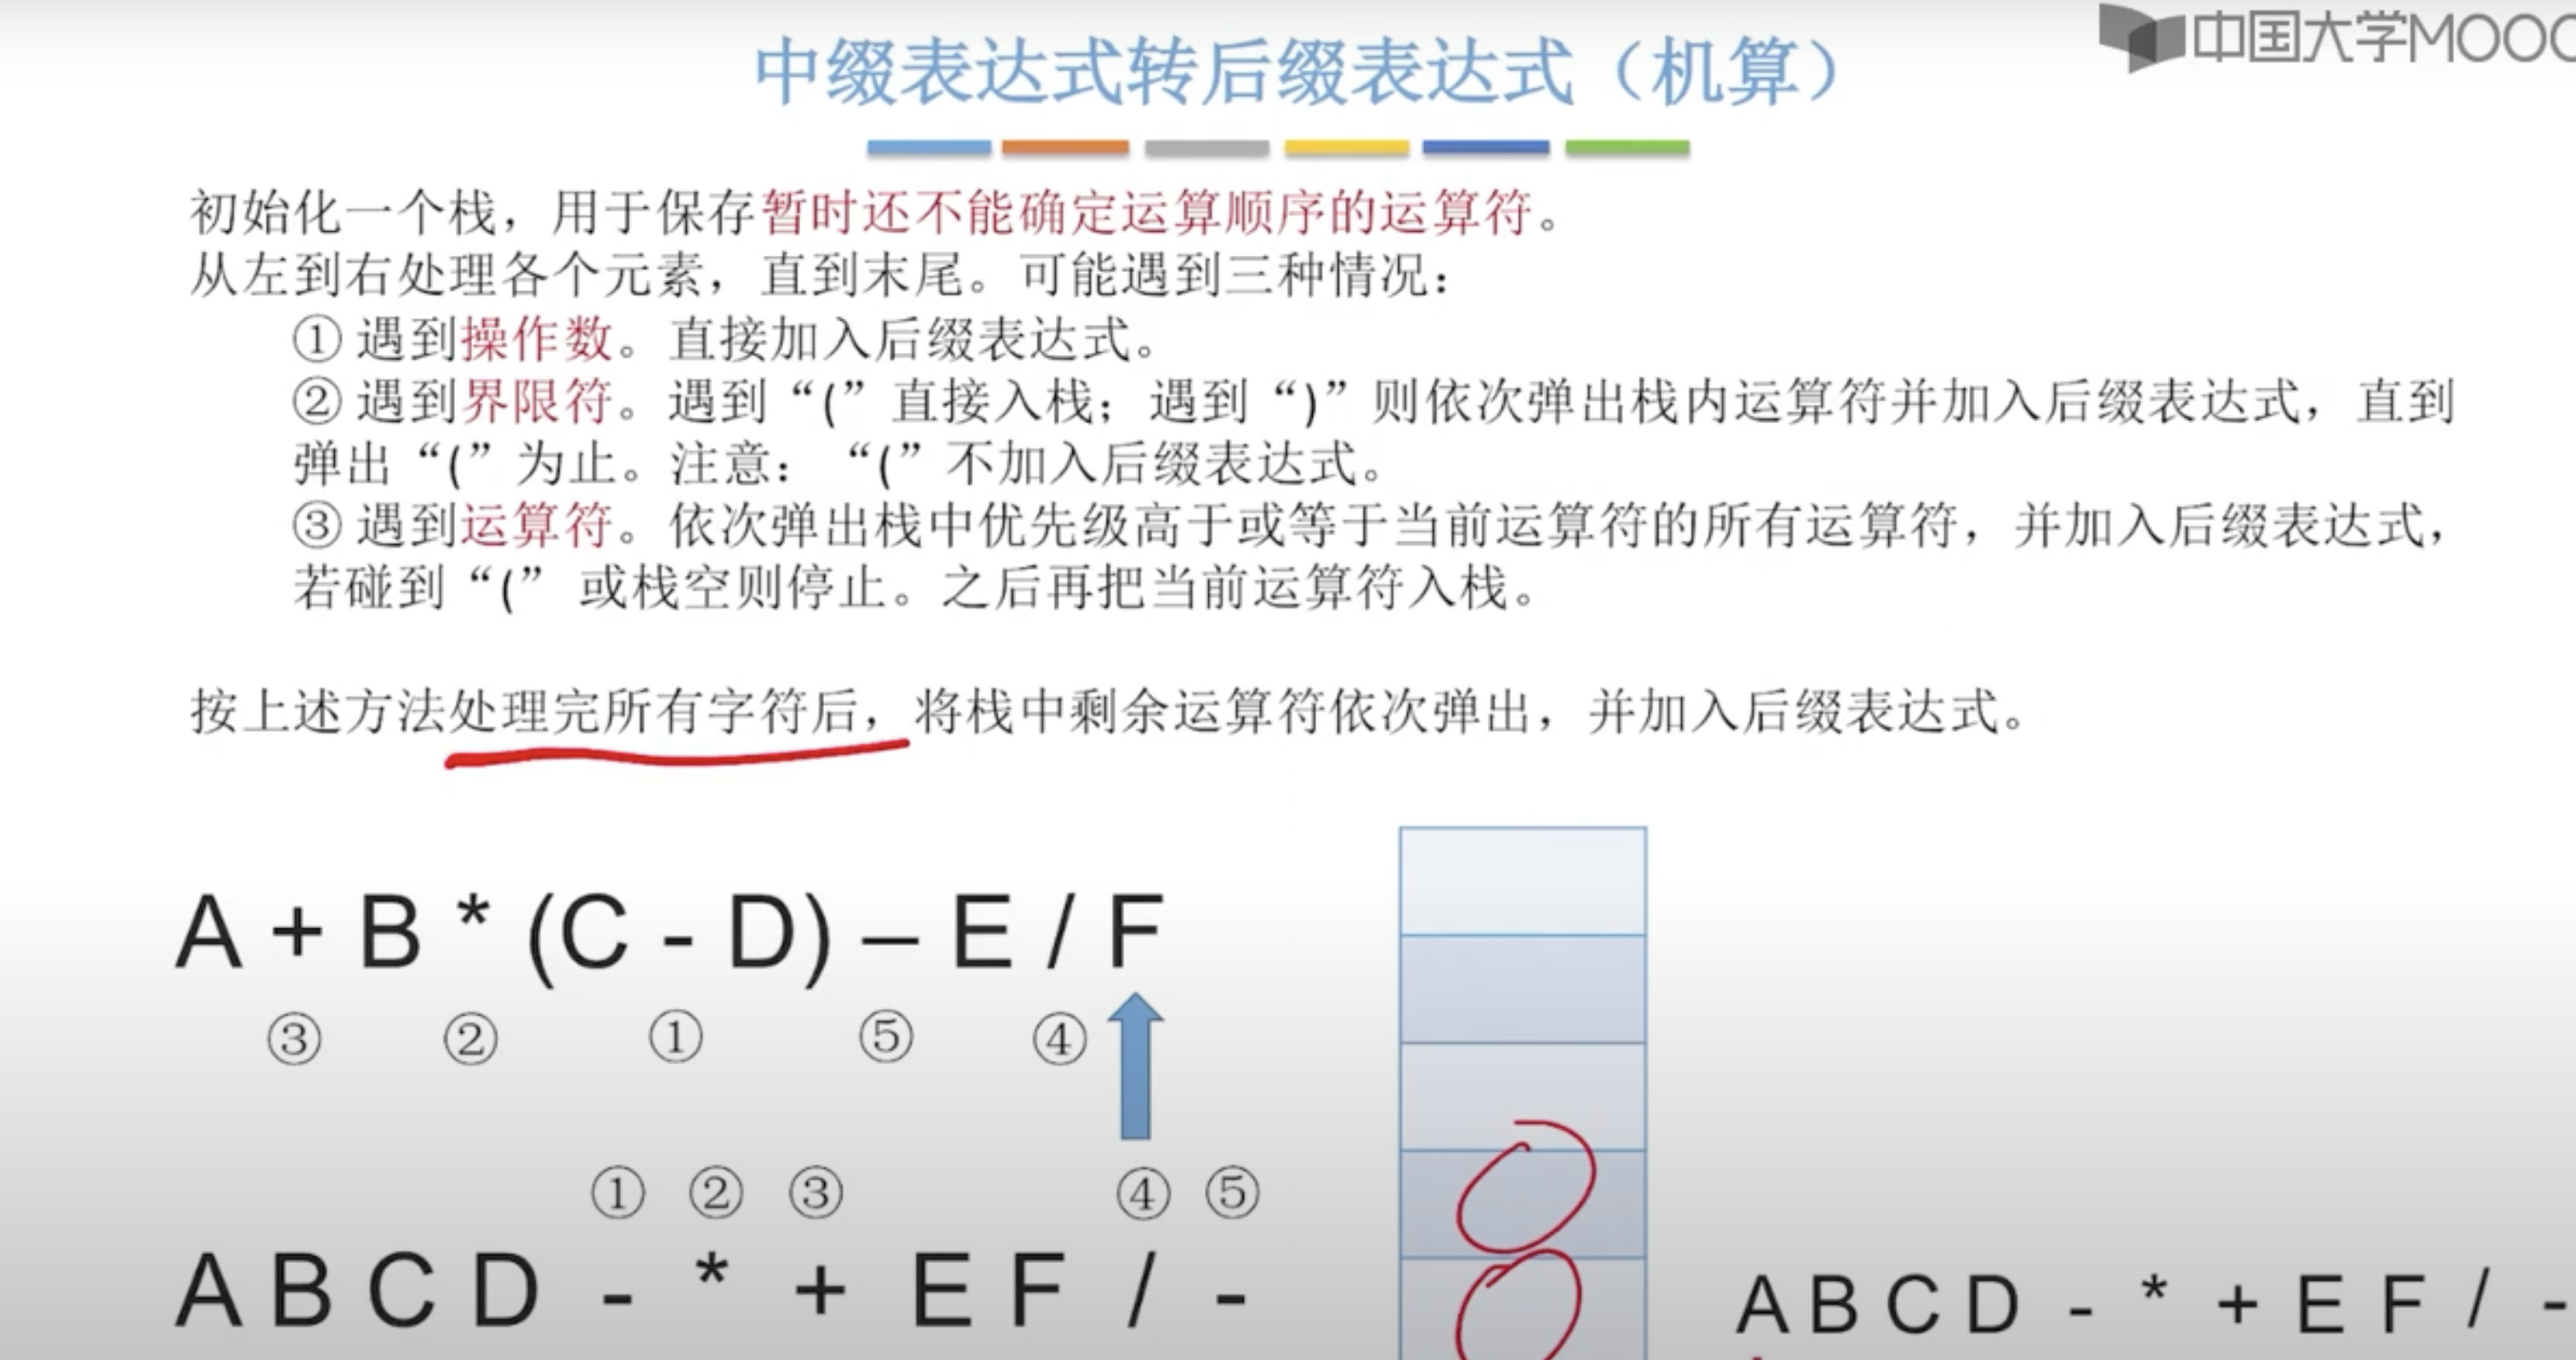 中国大学MOOC
中缀表达式转后缀表达式（机算）
初始化一个栈，用于保存暂时还不能确定运算顺序的运算符。
从左到右处理各个元素，直到末尾。可能遇到三种情况：
① 遇到操作数。直接加入后缀表达式。
② 遇到界限符。遇到“(”直接入栈；遇到“)”则依次弹出栈内运算符并加入后缀表达式，直到
弹出“(”为止。注意：“(”不加入后缀表达式。
③ 遇到运算符。依次弹出栈中优先级高于或等于当前运算符的所有运算符，并加入后缀表达式，
若碰到“(” 或栈空则停止。之后再把当前运算符入栈。
按上述方法处理完所有字符后，将栈中剩余运算符依次弹出，并加入后缀表达式。
A + B * (C - D) – E / F
③ ② ① ⑤ ④
① ② ③ ④ ⑤
A B C D - * + E F / -
A B C D - * + E F / -